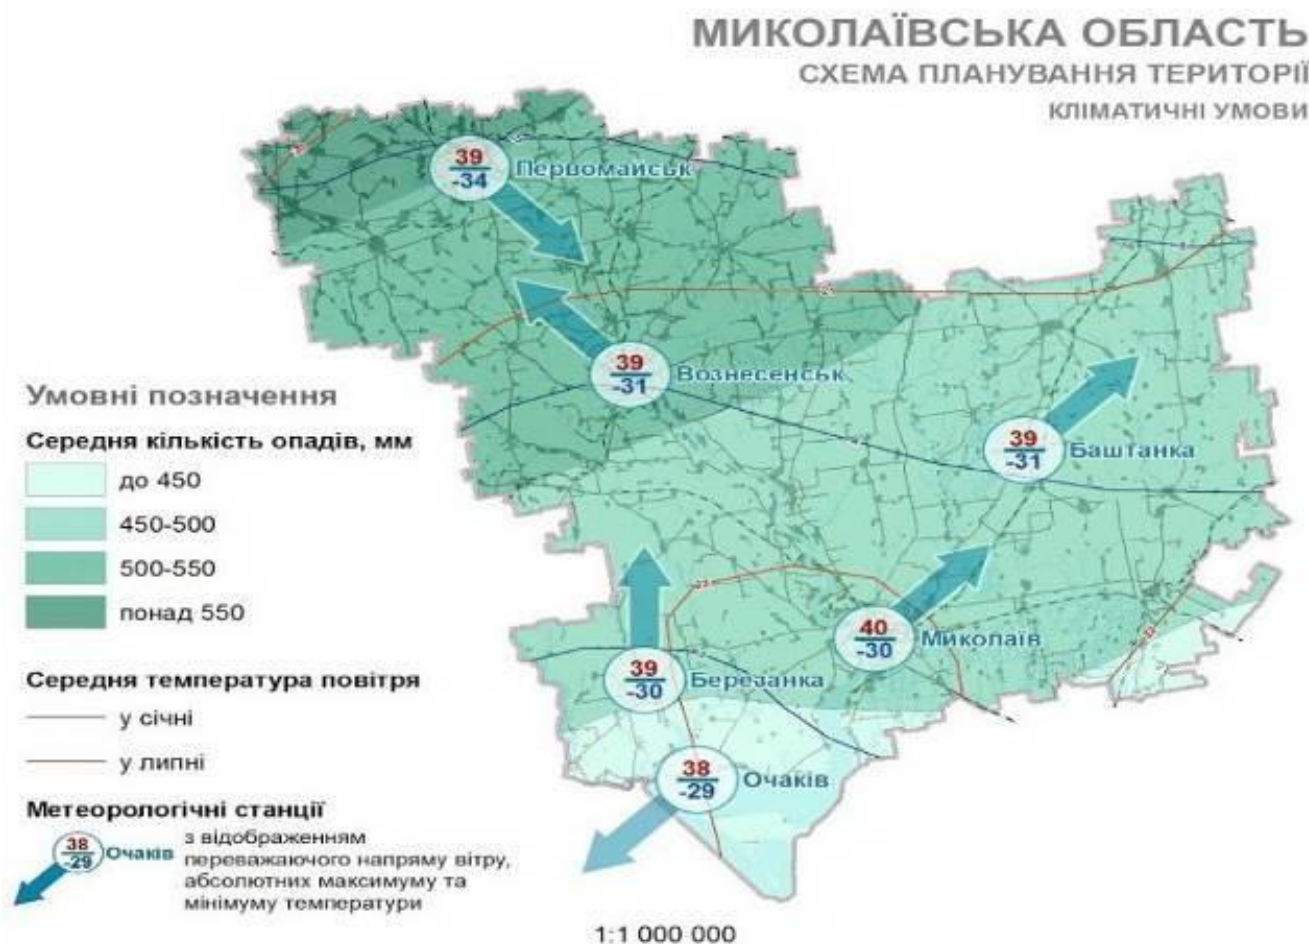 МИКОЛАЇВСЬКА ОБЛАСТЬ
СХЕМА ПЛАНУВАННЯ ТЕРИТОРІЇ
КЛІМАТИЧНІ УМОВИ
39
-34
Первомайськ
21
39
-31
Вознесенськ
39
-31
Баштанка
23
40
-30
Миколаїв
39
-30
Березанка
38
-29
Очаків
Умовні позначення
Середня кількість опадів, мм
до 450
450-500
500-550
понад 550
Середня температура повітря
у січні
у липні
Метеорологічні станції
38
-29
Очаків
з відображенням
переважаючого напряму вітру,
абсолютних максимуму та
мінімуму температури
1:1 000 000